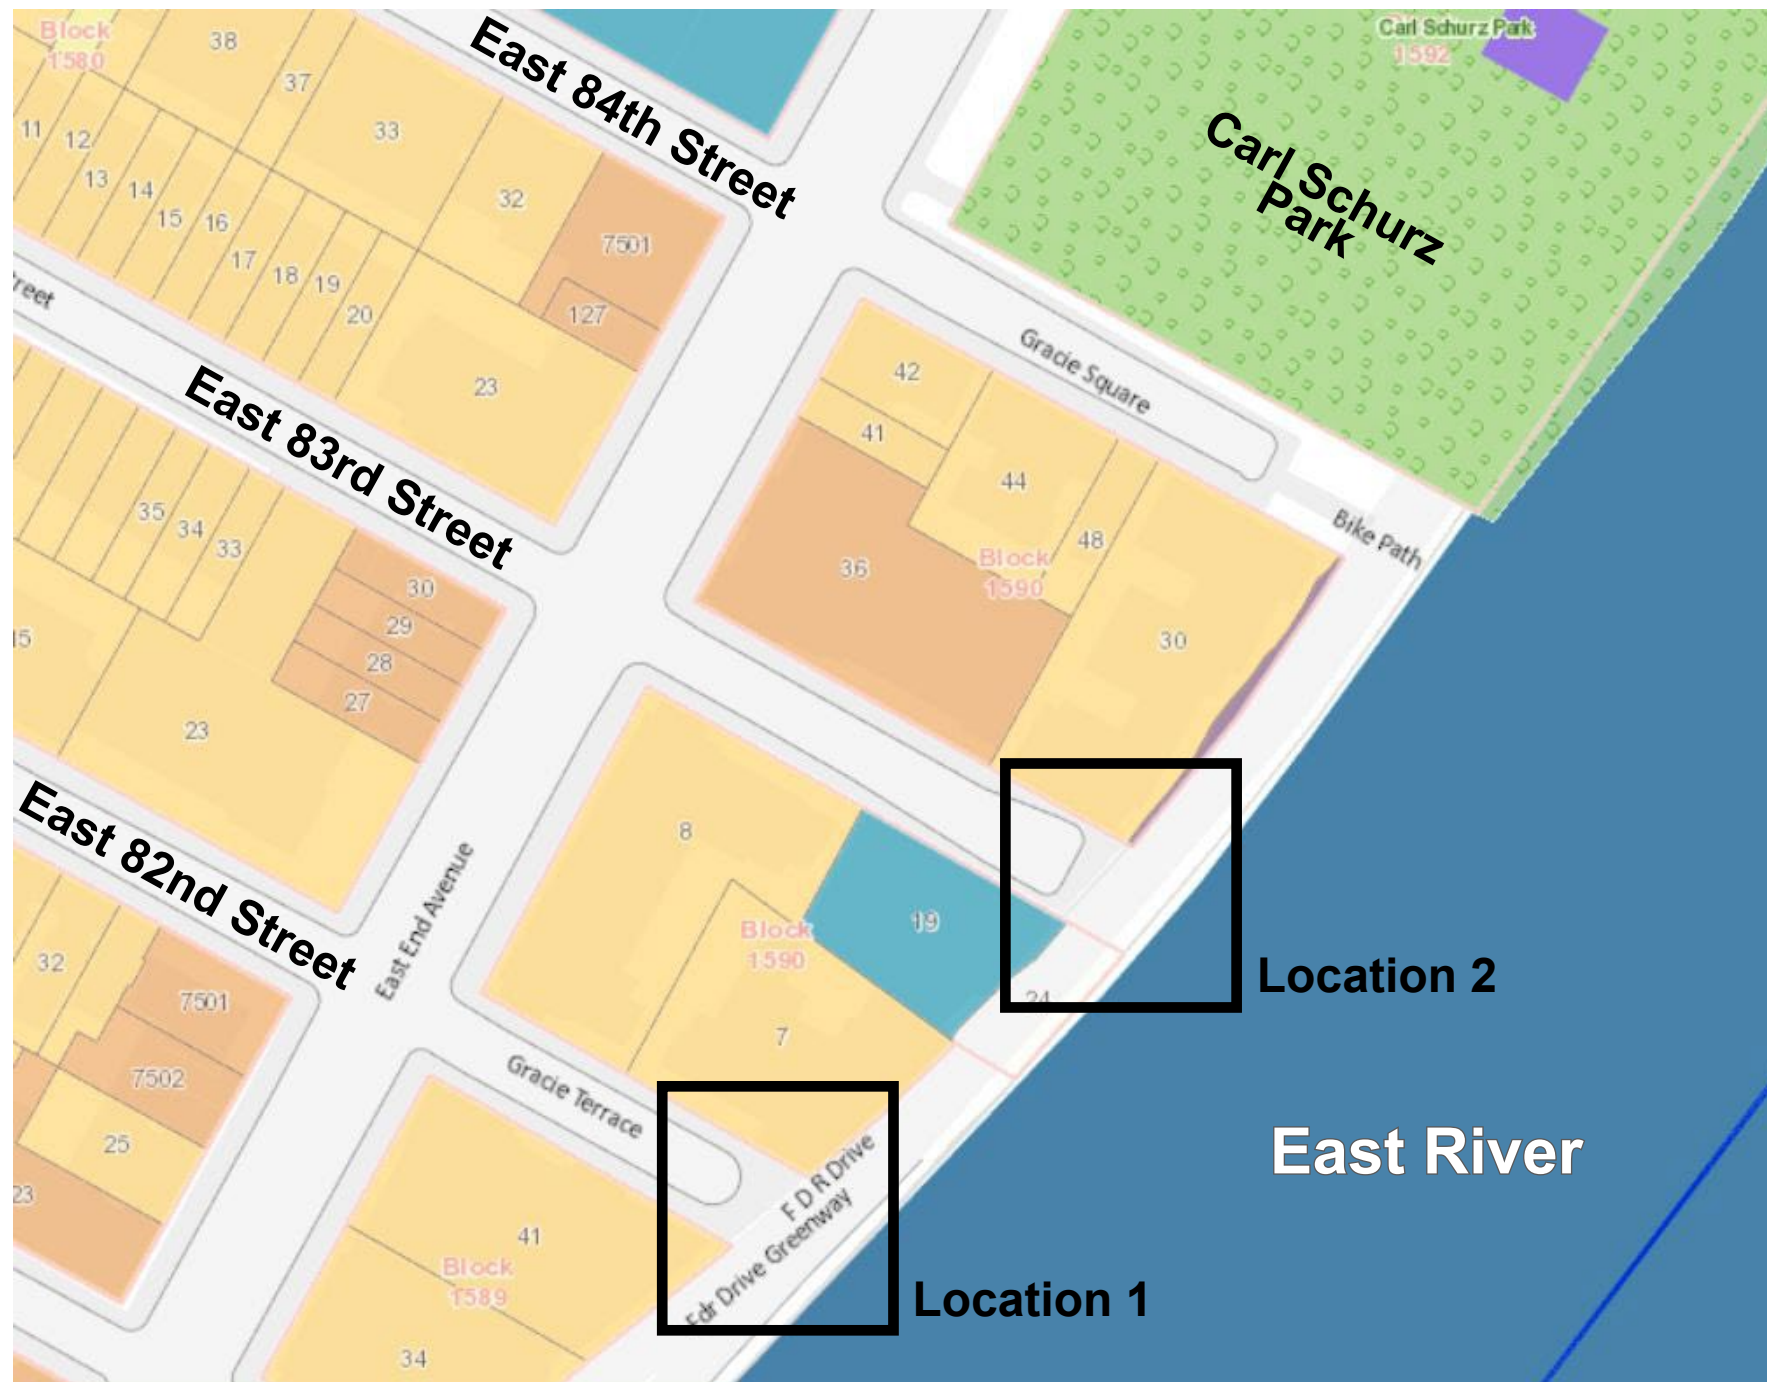 Block
1580
38
37
33
11
12
13
14
15
16
17
18
19
20
32
7501
127
23
East 84th Street
Carl Schurz Park
1592
Carl Schurz
Park
reet
East 83rd Street
Gracie Square
Bike Path
42
41
44
48
36
Block
1590
30
35
34
33
30
29
28
27
15
23
East 82nd Street
East End Avenue
8
19
Block
1590
7
24
Location 2
32
7501
7502
25
23
Gracie Terrace
F D R Drive
Fdr Drive Greenway
East River
41
Block
1589
34
Location 1